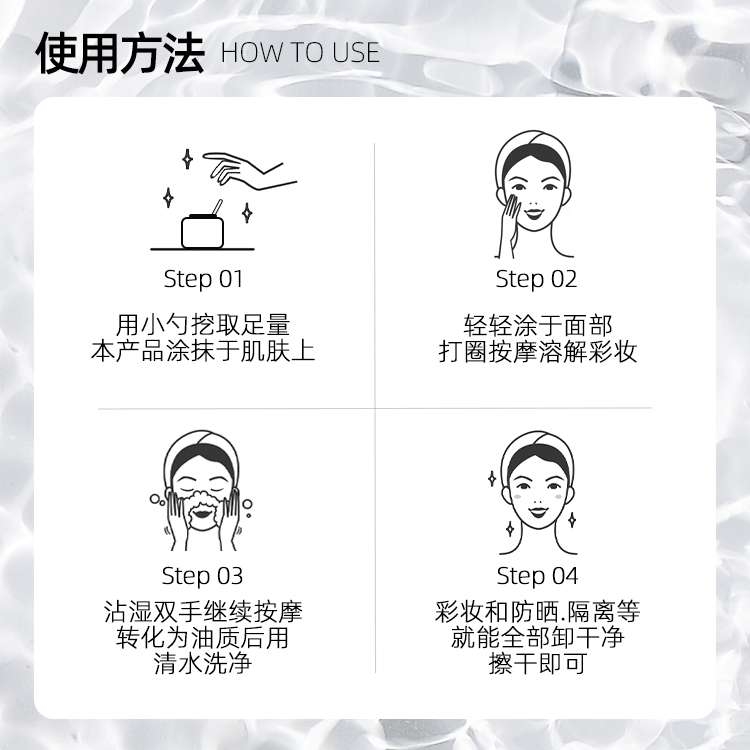 使用方法 HOW TO USE
Step 01
用小勺挖取足量
本产品涂抹于肌肤上
Step 02
轻轻涂于面部
打圈按摩溶解彩妆
Step 03
沾湿双手继续按摩
转化为油质后用
清水洗净
Step 04
彩妆和防晒.隔离等
就能全部卸干净
擦干即可